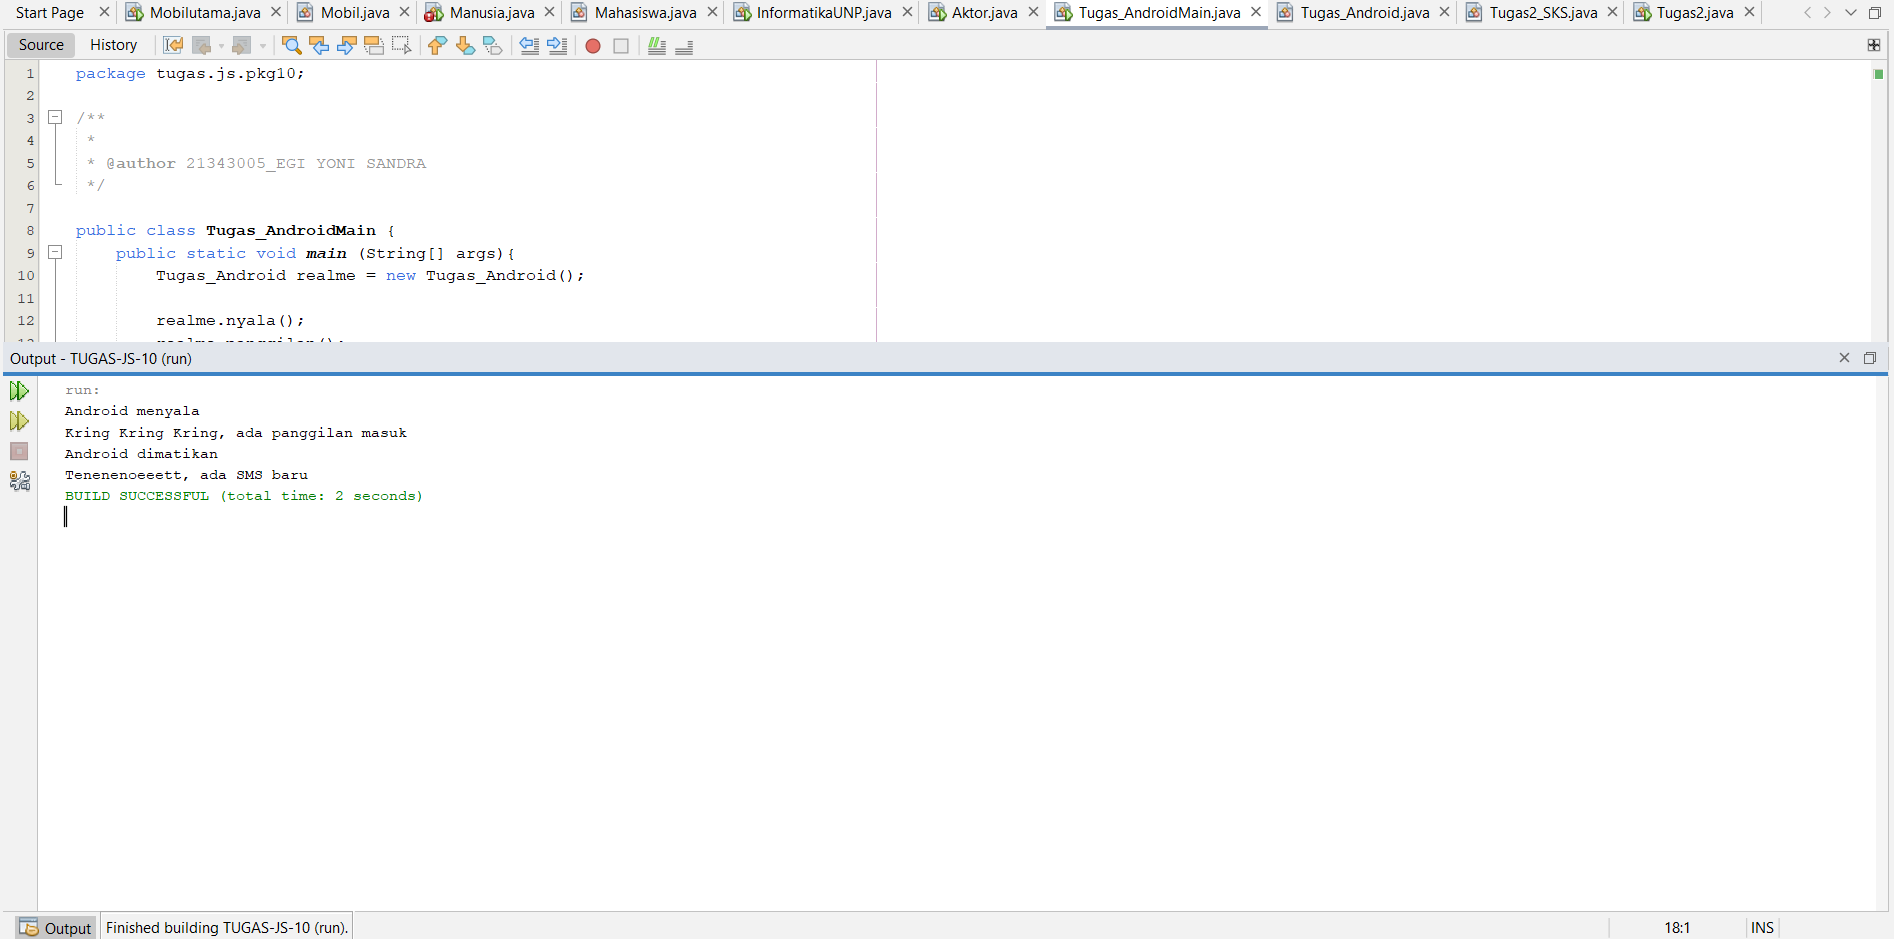 Start Page Mobilutama.java Mobil.java Manusia.java Mahasiswa.java InformatikaUNP.java Aktor.java Tugas_AndroidMain.java Tugas_Android.java Tugas2_SKS.java Tugas2.java
Source History
1 package tugas.js.pkg10;
2
3 /**
4 *
5 * @author 21343005_EGI YONI SANDRA
6 */
7
8 public class Tugas_AndroidMain {
9 public static void main (String[] args){
10 Tugas_Android realme = new Tugas_Android();
11
12 realme.nyala();
Output - TUGAS-JS-10 (run)
run:
Android menyala
Kring Kring Kring, ada panggilan masuk
Android dimatikan
Tenenenoeeett, ada SMS baru
BUILD SUCCESSFUL (total time: 2 seconds)
Output Finished building TUGAS-JS-10 (run). 18:1 INS